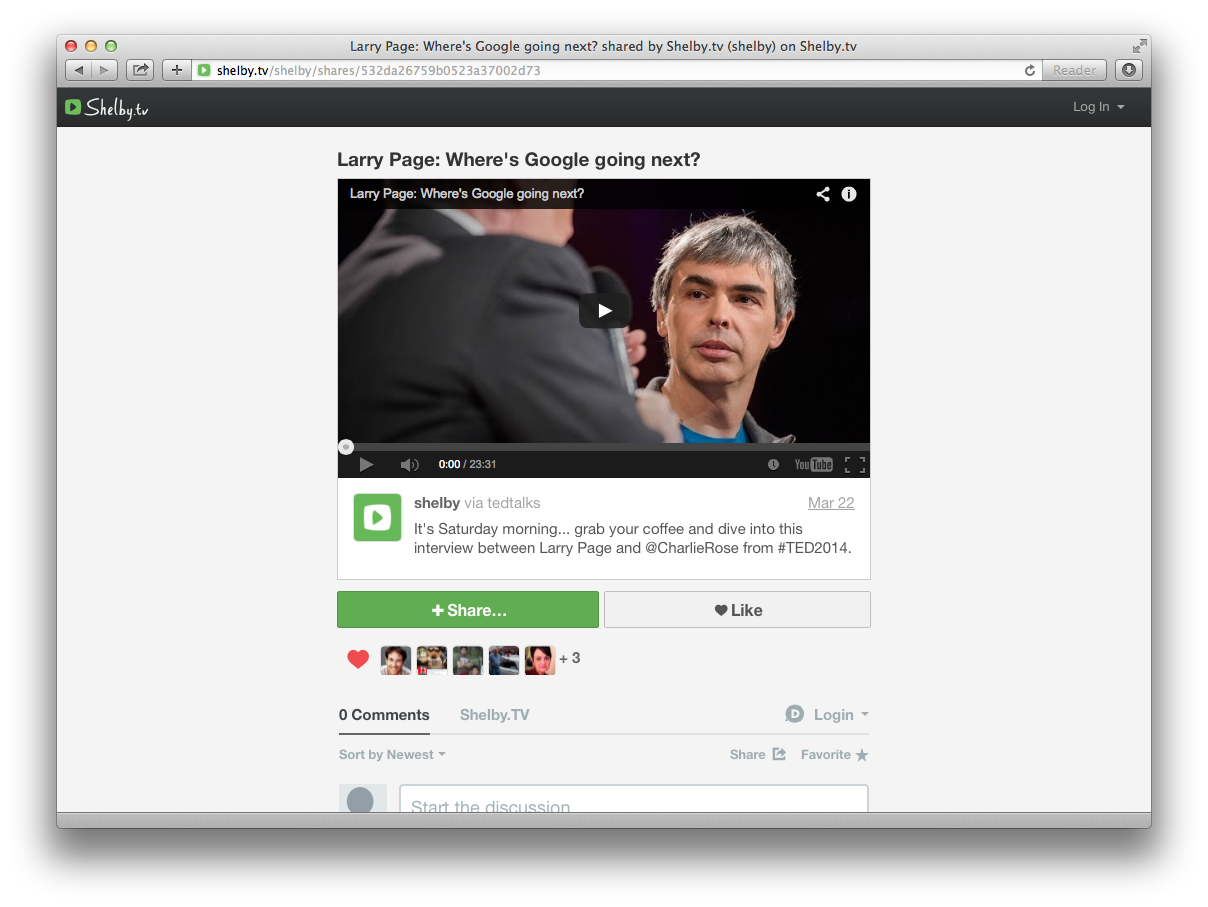 Larry Page: Where's Google going next? shared by Shelby.tv (shelby) on Shelby.tv
shelby.tv/shelby/shares/532da26759b0523a37002d73
Reader
Shelby.tv
Log In
Larry Page: Where's Google going next?
Larry Page: Where's Google going next?
0:00 / 23:31
YouTube
shelby via tedtalks
Mar 22
It's Saturday morning... grab your coffee and dive into this
interview between Larry Page and @CharlieRose from #TED2014.
+ Share...
Like
+ 3
0 Comments
Shelby.TV
D
Login
Sort by Newest
Share
Favorite
Start the discussion